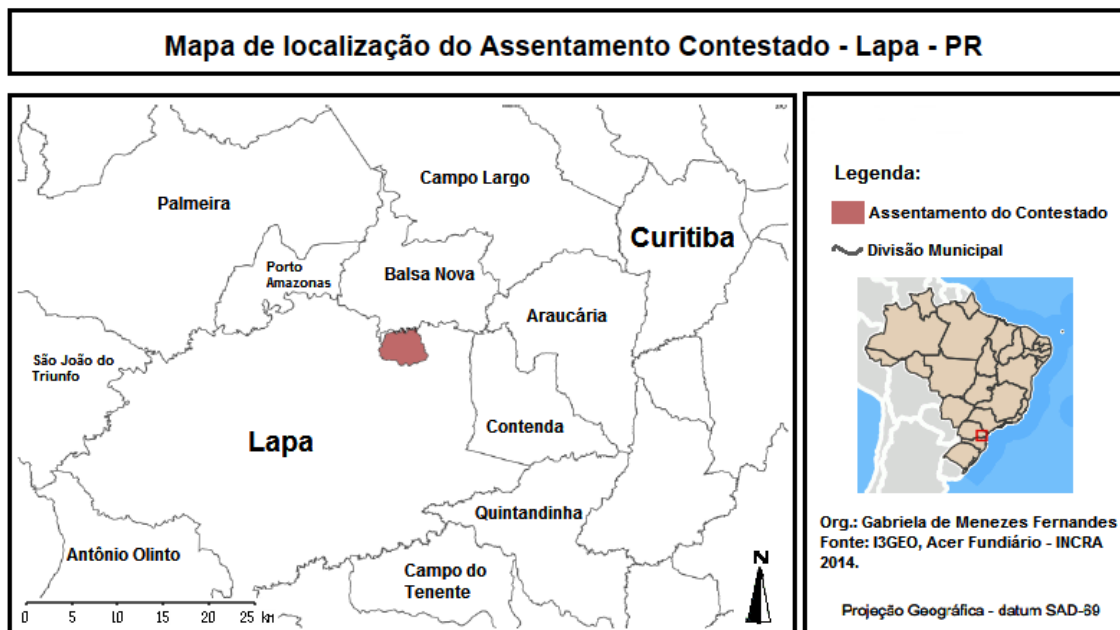 Mapa de localização do Assentamento Contestado - Lapa - PR
Campo Largo
Palmeira
Curitiba
Porto
Amazonas
Balsa Nova
Araucária
São João do
Triunfo
Lapa
Contenda
Quintandinha
Antônio Olinto
Campo do
Tenente
N
0 5 10 15 20 25 km
Legenda:
Assentamento do Contestado
Divisão Municipal
Org.: Gabriela de Menezes Fernandes
Fonte: I3GEO, Acer Fundiário - INCRA
2014.
Projeção Geográfica - datum SAD-69